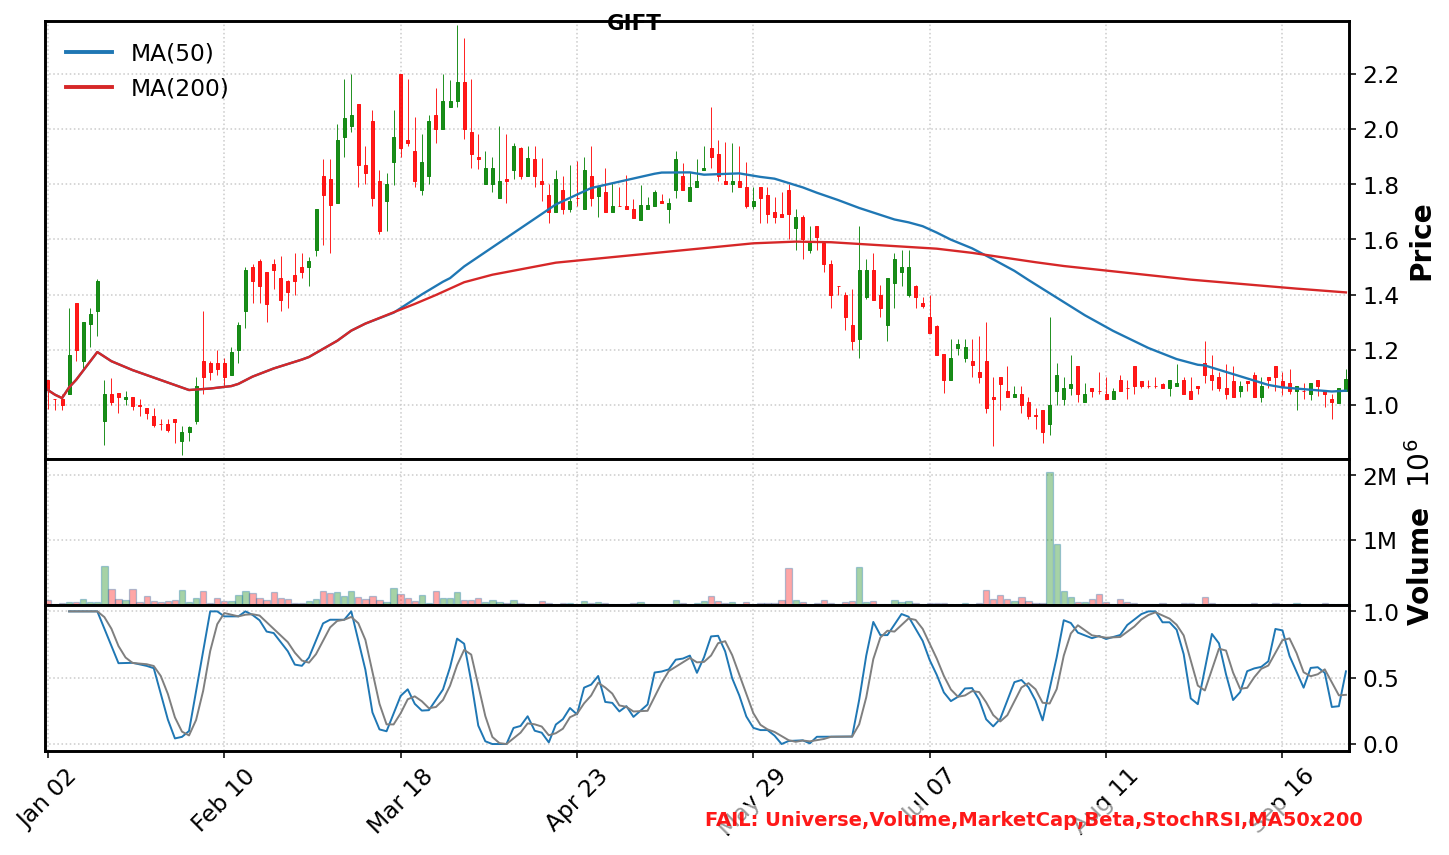 GIFT
MA(50)
MA(200)
2.2
2.0
1.8
1.6
1.4
1.2
1.0
Price
2M
1M
Volume 10⁶
1.0
0.5
0.0
Jan 02
Feb 10
Mar 18
Apr 23
May 29
Jul 07
Aug 11
Sep 16
FAIL: Universe,Volume,MarketCap,Beta,StochRSI,MA50x200